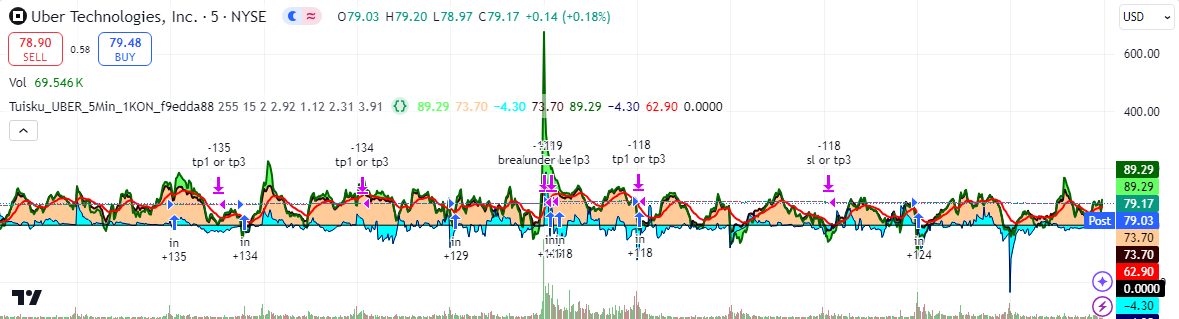 Uber Technologies, Inc. · 5 · NYSE O79.03 H79.20 L78.97 C79.17 +0.14 (+0.18%)
USD
78.90 0.58 79.48
SELL BUY
Vol 69.546 K
Tuisku_UBER_5Min_1KON_f9edda88 255 15 2 2.92 1.12 2.31 3.91 {} 89.29 73.70 −4.30 73.70 89.29 −4.30 62.90 0.0000
600.00
400.00
-135 -134 -118 -118
tp1 or tp3 tp1 or tp3 tp1 or tp3 sl or tp3
89.29
89.29
79.17
Post 79.03
73.70
73.70
62.90
0.0000
−4.30
in in in in in
+135 +134 +129 +118 +124